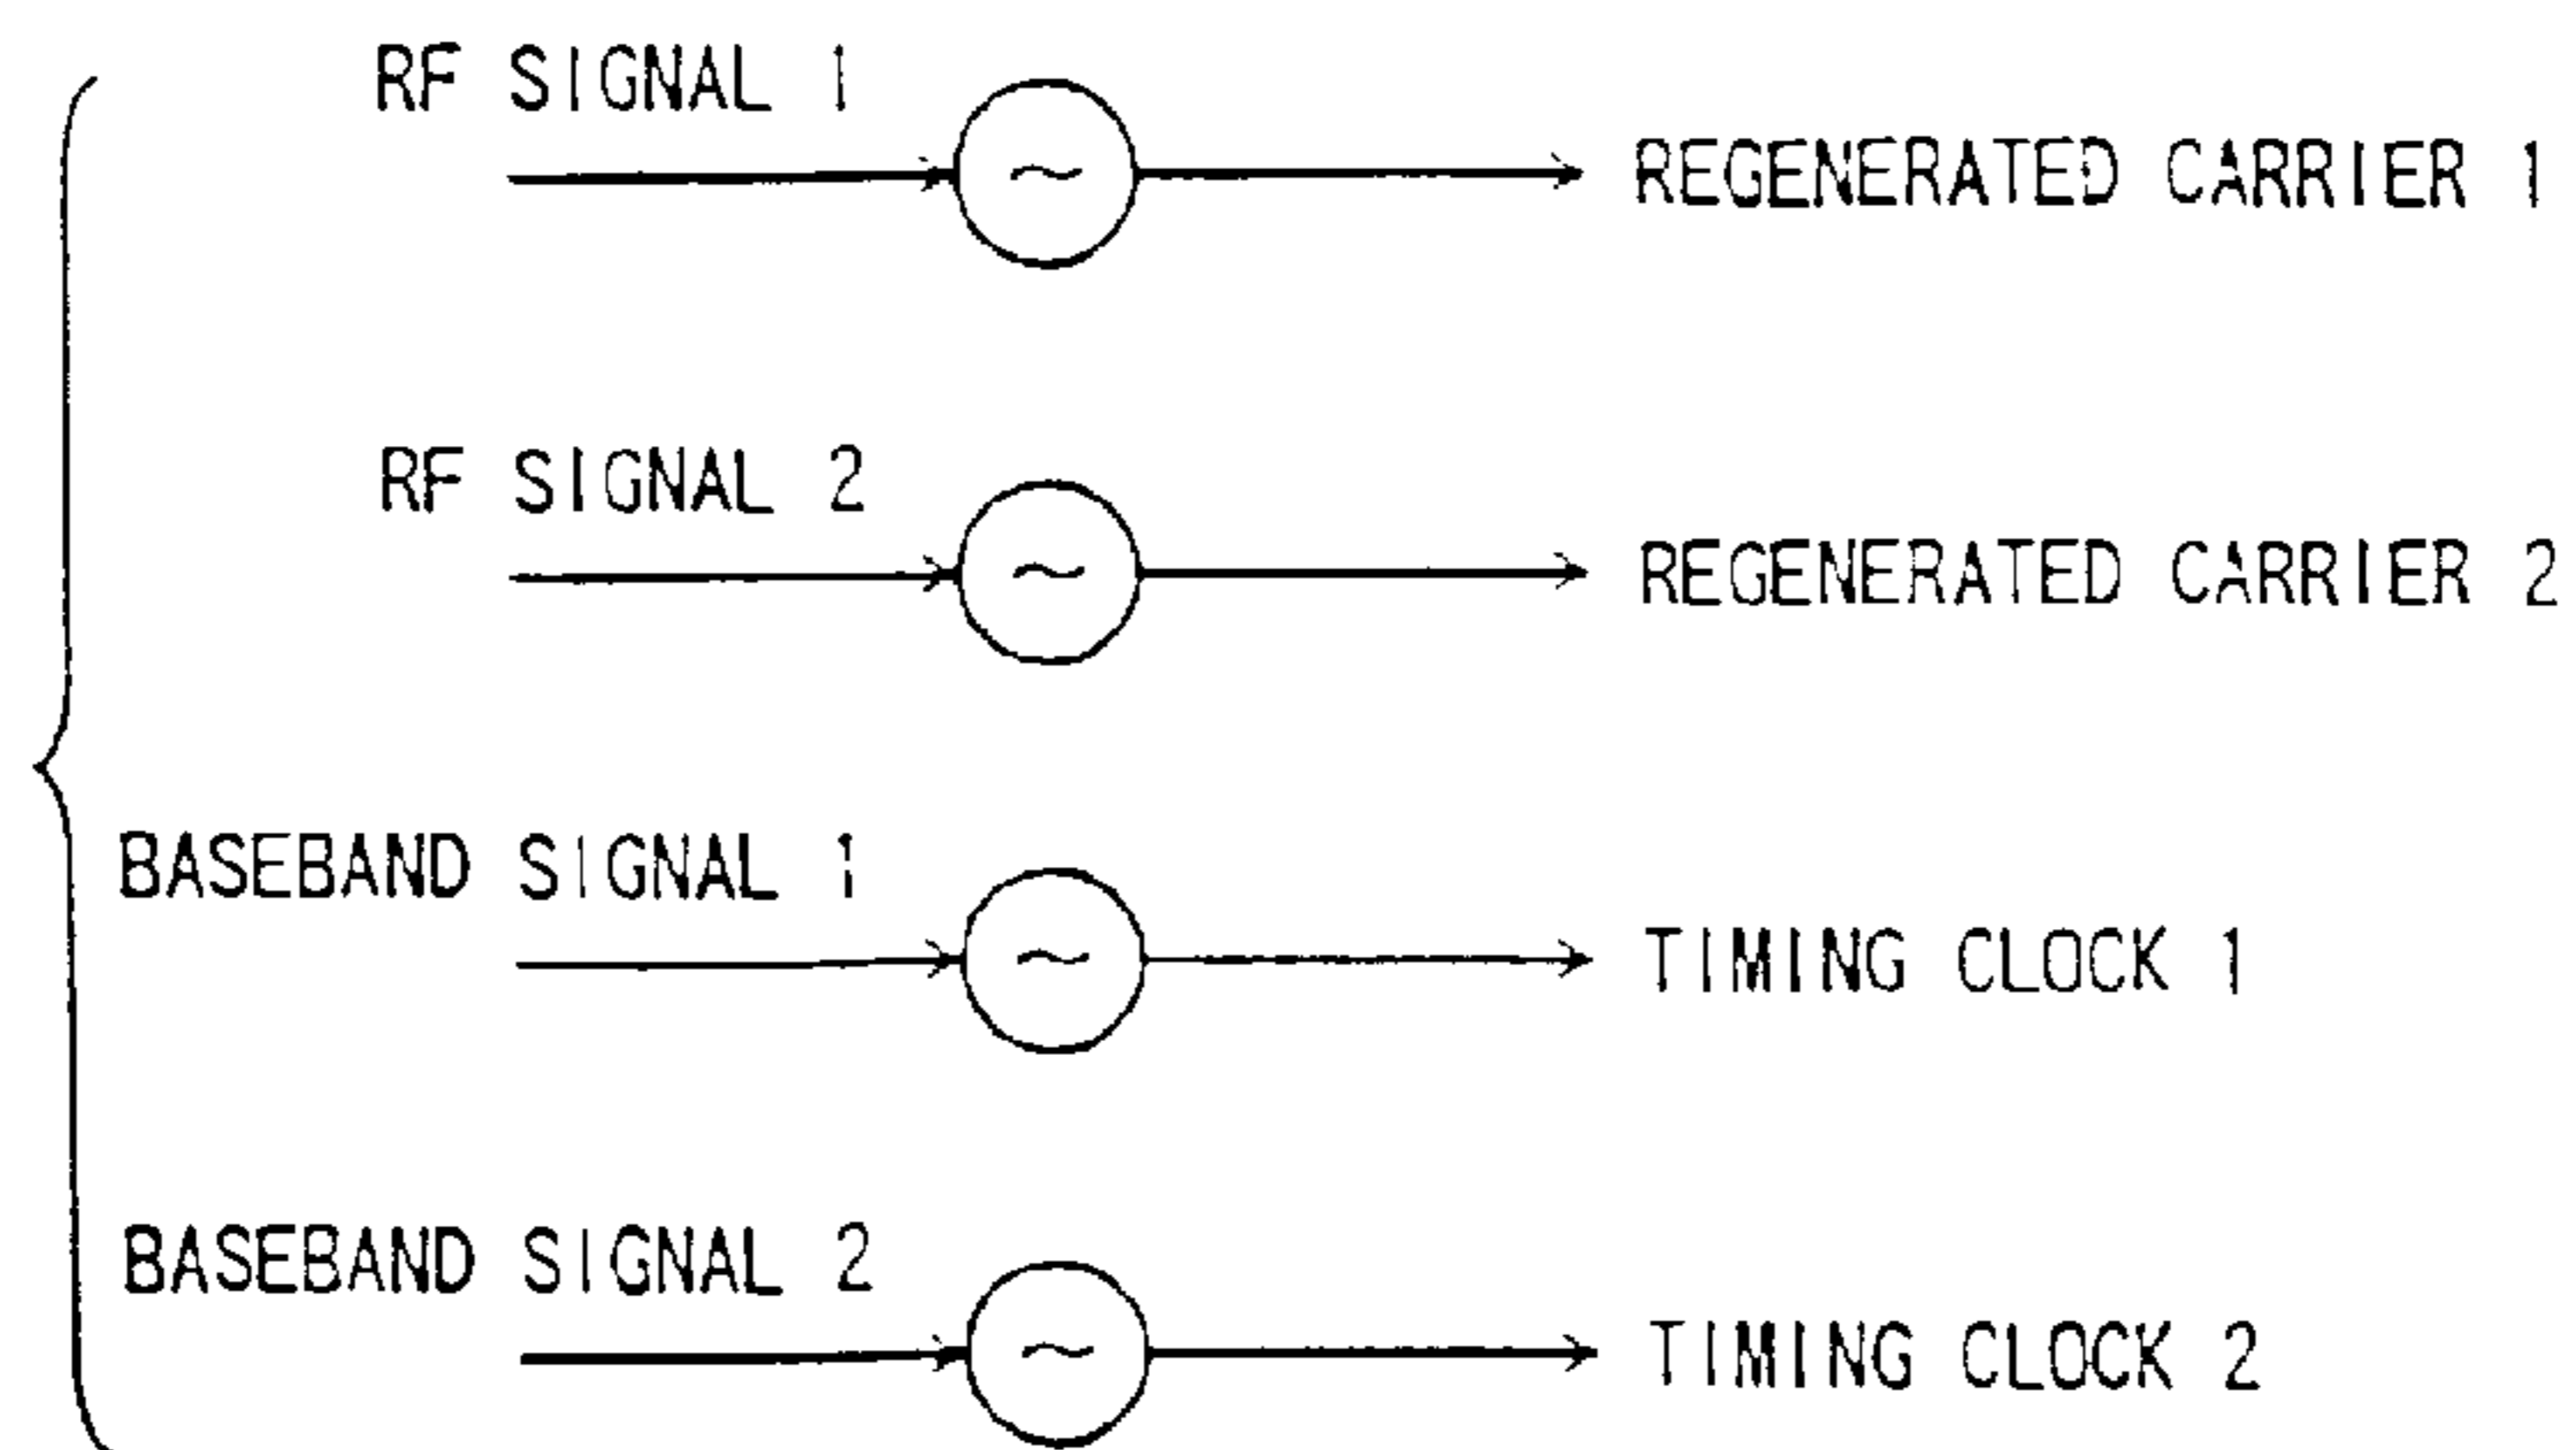 RF SIGNAL 1
REGENERATED CARRIER 1
RF SIGNAL 2
REGENERATED CARRIER 2
BASEBAND SIGNAL 1
TIMING CLOCK 1
BASEBAND SIGNAL 2
TIMING CLOCK 2